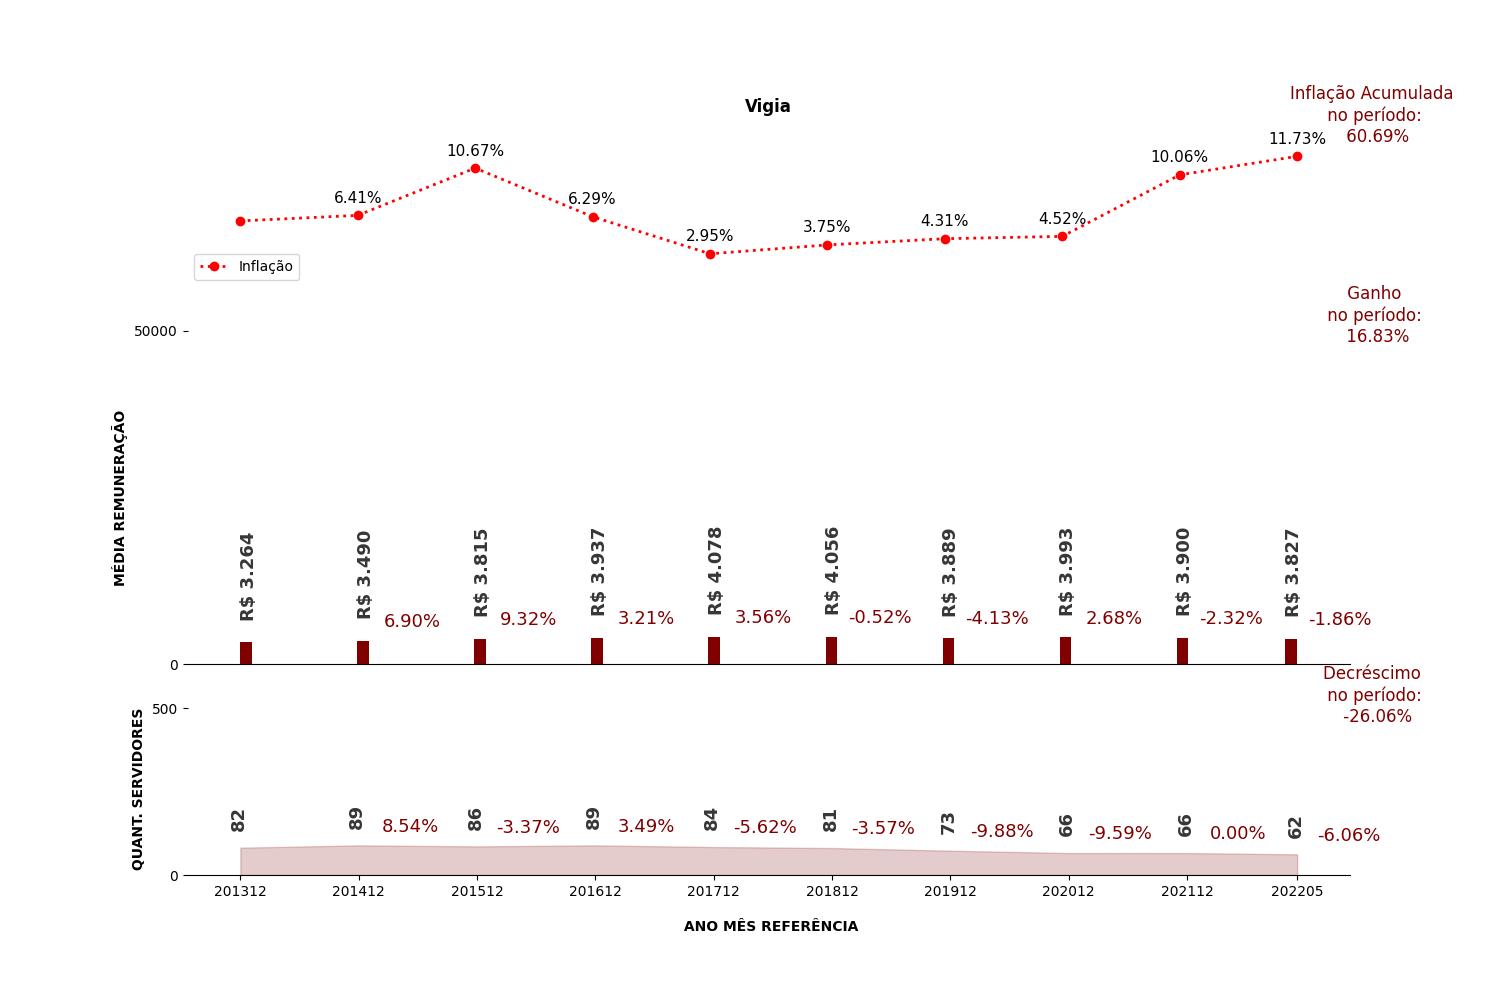 Vigia
Inflação Acumulada
no período:
60.69%
6.41%
10.67%
6.29%
2.95%
3.75%
4.31%
4.52%
10.06%
11.73%
Inflação
Ganho
no período:
16.83%
MÉDIA REMUNERAÇÃO
50000
0
R$ 3.264
R$ 3.490
6.90%
R$ 3.815
9.32%
R$ 3.937
3.21%
R$ 4.078
3.56%
R$ 4.056
-0.52%
R$ 3.889
-4.13%
R$ 3.993
2.68%
R$ 3.900
-2.32%
R$ 3.827
-1.86%
Decréscimo
no período:
-26.06%
QUANT. SERVIDORES
500
0
82
89
8.54%
86
-3.37%
89
3.49%
84
-5.62%
81
-3.57%
73
-9.88%
66
-9.59%
66
0.00%
62
-6.06%
201312
201412
201512
201612
201712
201812
201912
202012
202112
202205
ANO MÊS REFERÊNCIA